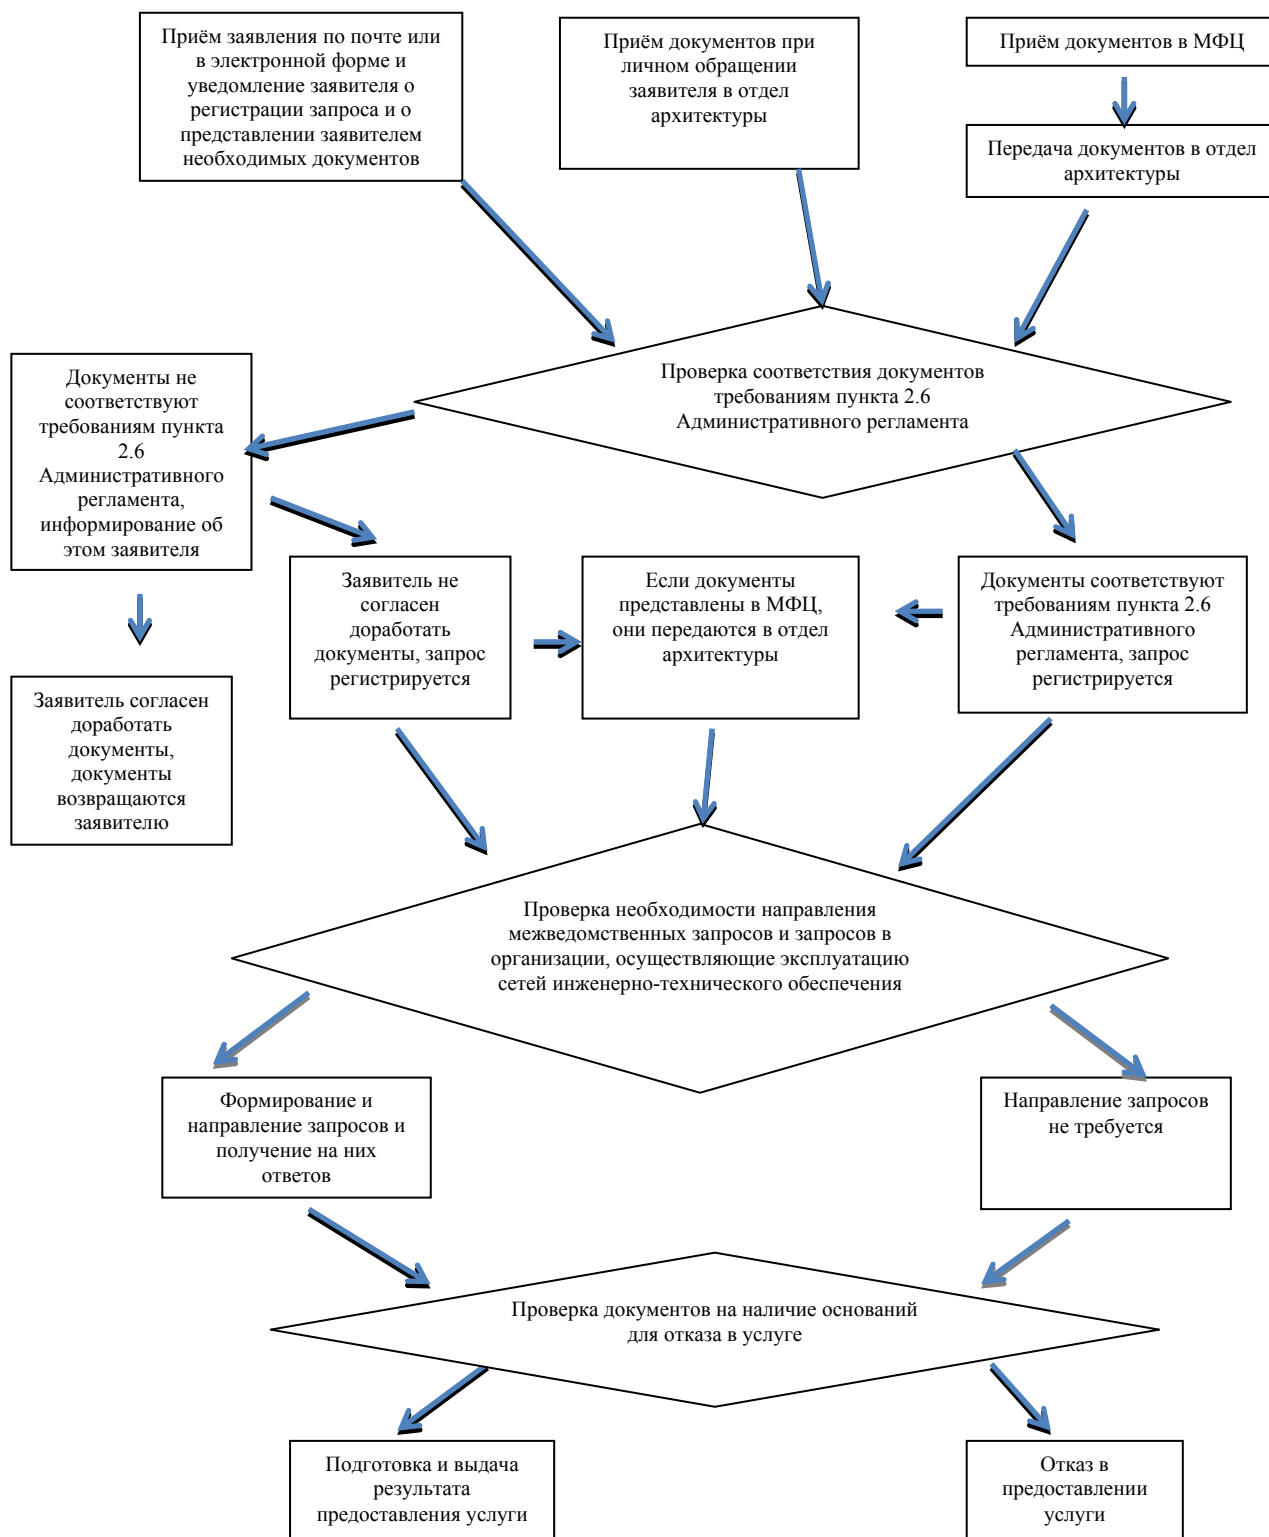 Приём заявления по почте или
в электронной форме и
уведомление заявителя о
регистрации запроса и о
представлении заявителем
необходимых документов
Приём документов при
личном обращении
заявителя в отдел
архитектуры
Приём документов в МФЦ
Передача документов в отдел
архитектуры
Проверка соответствия документов
требованиям пункта 2.6
Административного регламента
Документы не
соответствуют
требованиям пункта
2.6
Административного
регламента,
информирование об
этом заявителя
Заявитель не
согласен
доработать
документы, запрос
регистрируется
Если документы
представлены в МФЦ,
они передаются в отдел
архитектуры
Документы соответствуют
требованиям пункта 2.6
Административного
регламента, запрос
регистрируется
Заявитель согласен
доработать
документы,
документы
возвращаются
заявителю
Проверка необходимости направления
межведомственных запросов и запросов в
организации, осуществляющие эксплуатацию
сетей инженерно-технического обеспечения
Формирование и
направление запросов и
получение на них
ответов
Направление запросов
не требуется
Проверка документов на наличие оснований
для отказа в услуге
Подготовка и выдача
результата
предоставления услуги
Отказ в
предоставлении
услуги